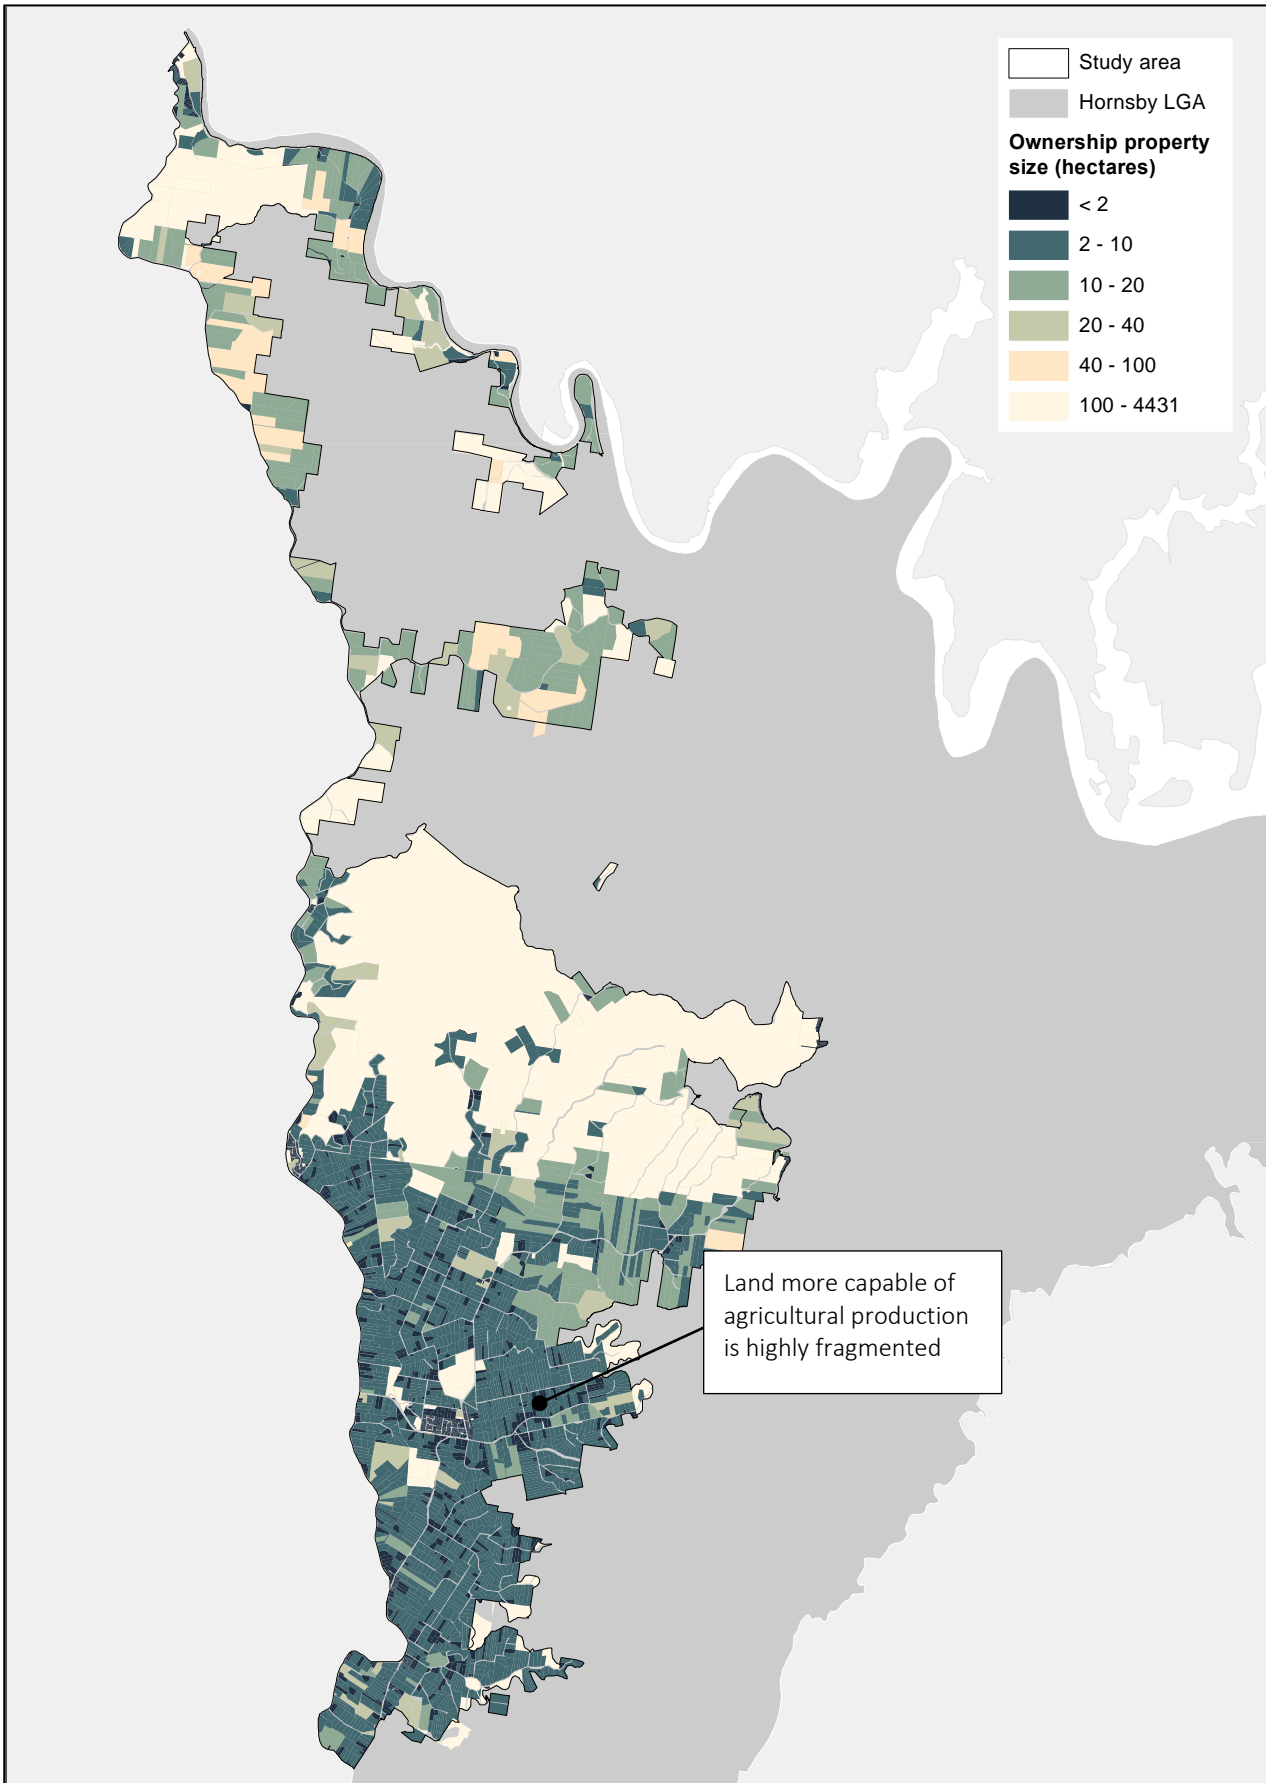 Study area
Hornsby LGA
Ownership property
size (hectares)
< 2
2 - 10
10 - 20
20 - 40
40 - 100
100 - 4431
Land more capable of
agricultural production
is highly fragmented